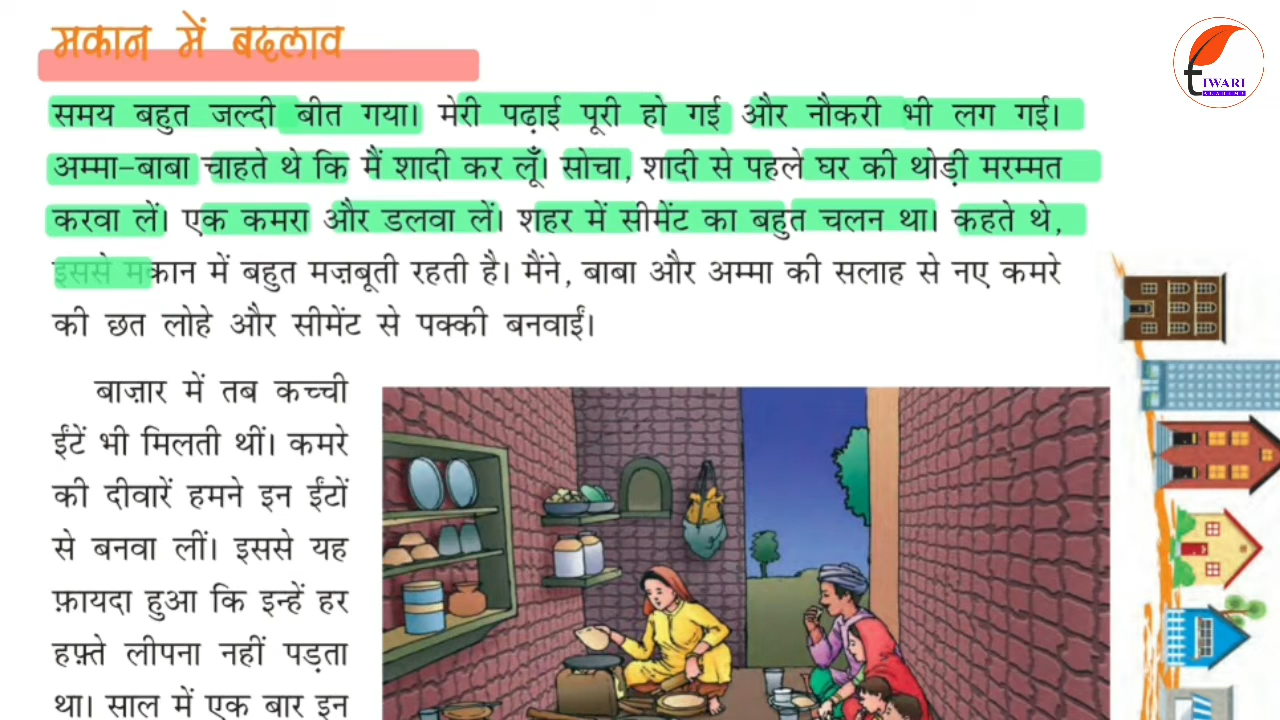 मकान में बदलाव
समय बहुत जल्दी बीत गया। मेरी पढ़ाई पूरी हो गई और नौकरी भी लग गई।
अम्मा-बाबा चाहते थे कि मैं शादी कर लूँ। सोचा, शादी से पहले घर की थोड़ी मरम्मत
करवा लें। एक कमरा और डलवा लें। शहर में सीमेंट का बहुत चलन था। कहते थे,
इससे मकान में बहुत मज़बूती रहती है। मैंने, बाबा और अम्मा की सलाह से नए कमरे
की छत लोहे और सीमेंट से पक्की बनवाईं।
बाज़ार में तब कच्ची
ईंटें भी मिलती थीं। कमरे
की दीवारें हमने इन ईंटों
से बनवा लीं। इससे यह
फ़ायदा हुआ कि इन्हें हर
हफ़्ते लीपना नहीं पड़ता
था। साल में एक बार इन
TIWARI
ACADEMY